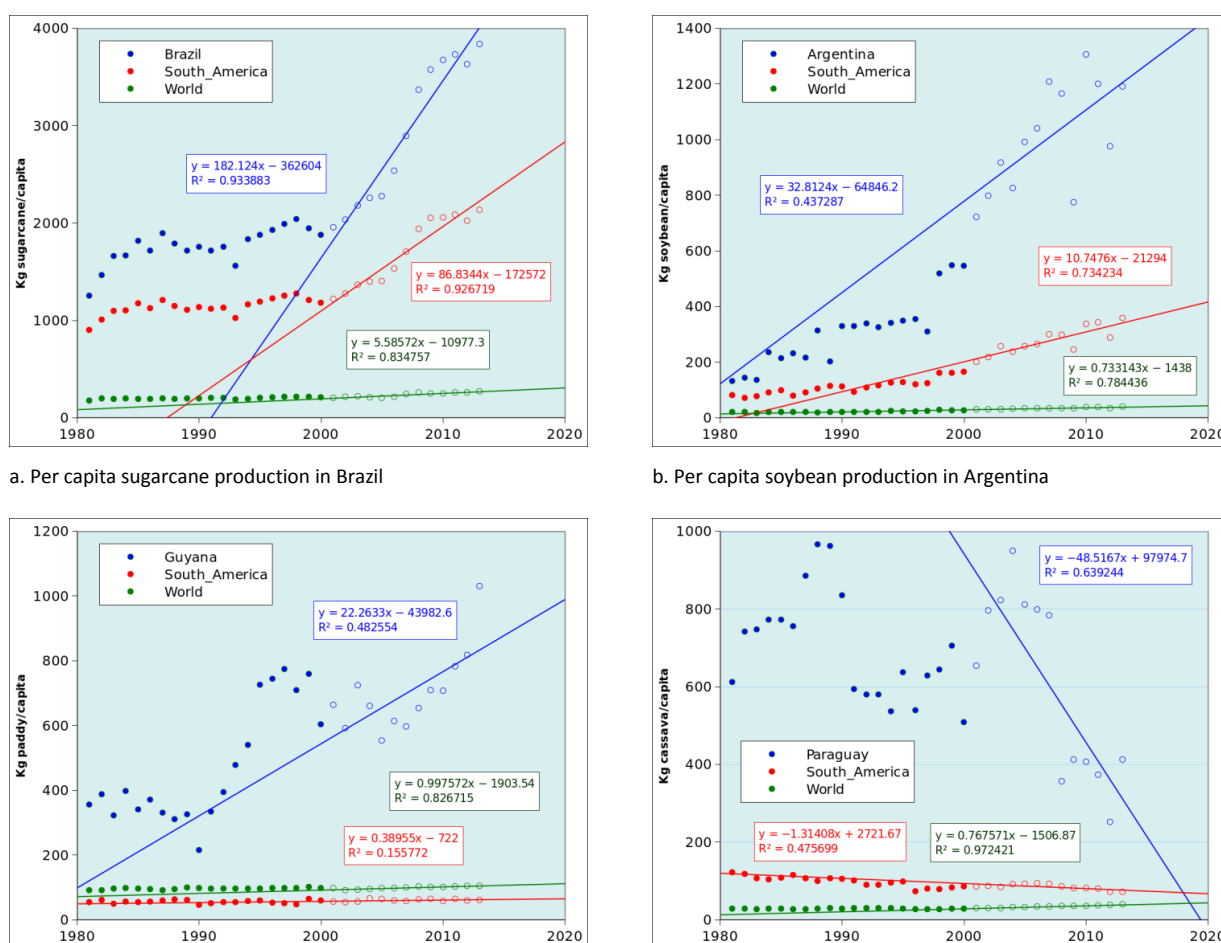 4000
3000
2000
1000
0
1980
1990
2000
2010
2020
Kg sugarcane/capita
Brazil
South_America
World
y = 182.124x − 362604
R² = 0.933883
y = 86.8344x − 172572
R² = 0.926719
y = 5.58572x − 10977.3
R² = 0.834757
a. Per capita sugarcane production in Brazil
1400
1200
1000
800
600
400
200
0
1980
1990
2000
2010
2020
Kg soybean/capita
Argentina
South_America
World
y = 32.8124x − 64846.2
R² = 0.437287
y = 10.7476x − 21294
R² = 0.734234
y = 0.733143x − 1438
R² = 0.784436
b. Per capita soybean production in Argentina
1200
1000
800
600
400
200
0
1980
1990
2000
2010
2020
Kg paddy/capita
Guyana
South_America
World
y = 22.2633x − 43982.6
R² = 0.482554
y = 0.997572x − 1903.54
R² = 0.826715
y = 0.38955x − 722
R² = 0.155772
1000
800
600
400
200
0
1980
1990
2000
2010
2020
Kg cassava/capita
y = −48.5167x + 97974.7
R² = 0.639244
Paraguay
South_America
World
y = −1.31408x + 2721.67
R² = 0.475699
y = 0.767571x − 1506.87
R² = 0.972421